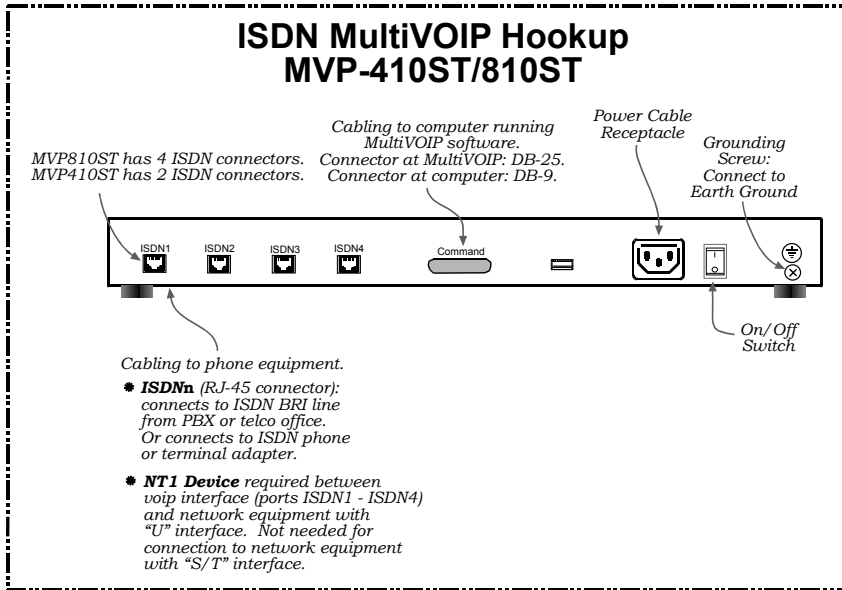 ISDN MultiVOIP Hookup
MVP-410ST/810ST
MVP810ST has 4 ISDN connectors.
MVP410ST has 2 ISDN connectors.
Cabling to computer running
MultiVOIP software.
Connector at MultiVOIP: DB-25.
Connector at computer: DB-9.
Power Cable
Receptacle
Grounding
Screw:
Connect to
Earth Ground
ISDN1
ISDN2
ISDN3
ISDN4
Command
On/Off
Switch
Cabling to phone equipment.
ISDNn (RJ-45 connector):
connects to ISDN BRI line
from PBX or telco office.
Or connects to ISDN phone
or terminal adapter.
NT1 Device required between
voip interface (ports ISDN1 - ISDN4)
and network equipment with
“U” interface.  Not needed for
connection to network equipment
with “S/T” interface.